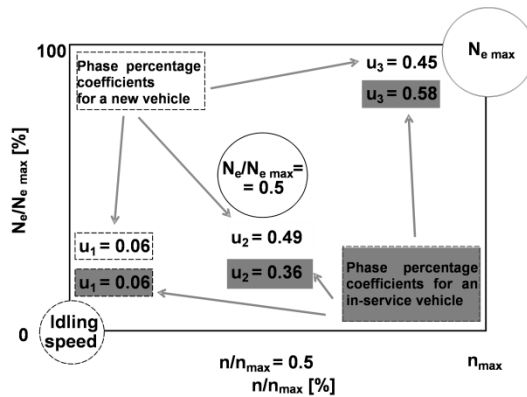 100
Phase percentage
coefficients
for a new vehicle
u3 = 0.45
u3 = 0.58
Ne max
Ne/Ne max [%]
Ne/Ne max=
= 0.5
u1 = 0.06
u1 = 0.06
u2 = 0.49
u2 = 0.36
Phase percentage
coefficients for an
in-service vehicle
0
Idling
speed
n/nmax = 0.5
nmax
n/nmax [%]